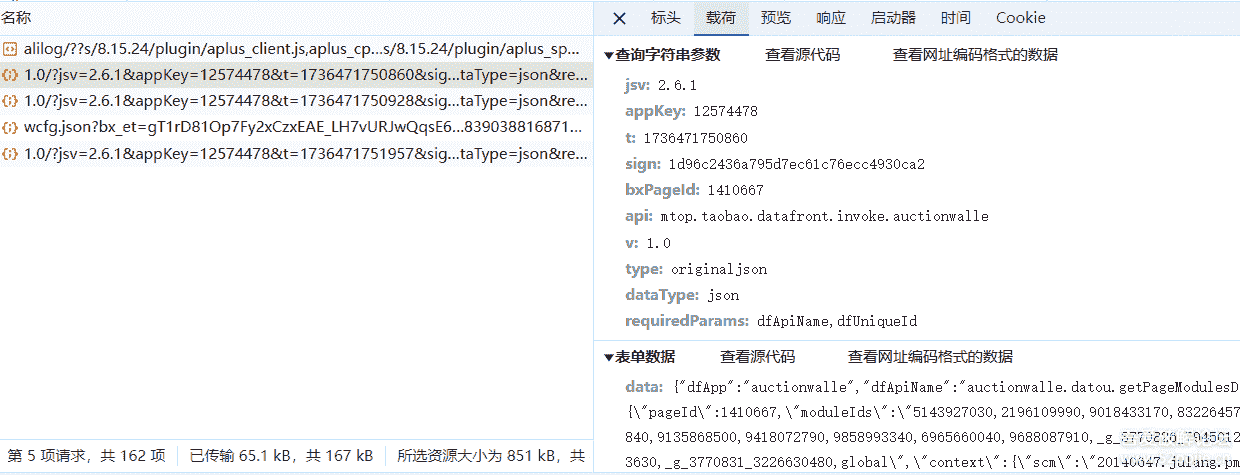 名称
alilog/??s/8.15.24/plugin/aplus_client.js,aplus_cp...s/8.15.24/plugin/aplus_sp...
1.0/?jsv=2.6.1&appKey=12574478&t=1736471750860&sig...taType=json&re...
1.0/?jsv=2.6.1&appKey=12574478&t=1736471750928&sig...taType=json&re...
wcfg.json?bx_et=gT1rD81Op7Fy2xCzxEAE_LH7vURJwQqsE6...839038816871...
1.0/?jsv=2.6.1&appKey=12574478&t=1736471751957&sig...taType=json&re...
第 5 项请求，共 162 项 已传输 65.1 kB，共 167 kB 所选资源大小为 851 kB，共
标头 载荷 预览 响应 启动器 时间 Cookie
查询字符串参数 查看源代码 查看网址编码格式的数据
jsv: 2.6.1
appKey: 12574478
t: 1736471750860
sign: 1d96c2436a795d7ec61c76ecc4930ca2
bxPageId: 1410667
api: mtop.taobao.datafront.invoke.auctionwalle
v: 1.0
type: originaljson
dataType: json
requiredParams: dfApiName,dfUniqueId
表单数据 查看源代码 查看网址编码格式的数据
data: {"dfApp":"auctionwalle","dfApiName":"auctionwalle.datou.getPageModulesD
{\"pageId\":1410667,\"moduleIds\":\"5143927030,2196109990,9018433170,83226457
840,9135868500,9418072790,9858993340,6965660040,9688087910,
3630,_g_3770831_3226630480,global\",\"context\":{\"scm\":\"20140647.julang.pm